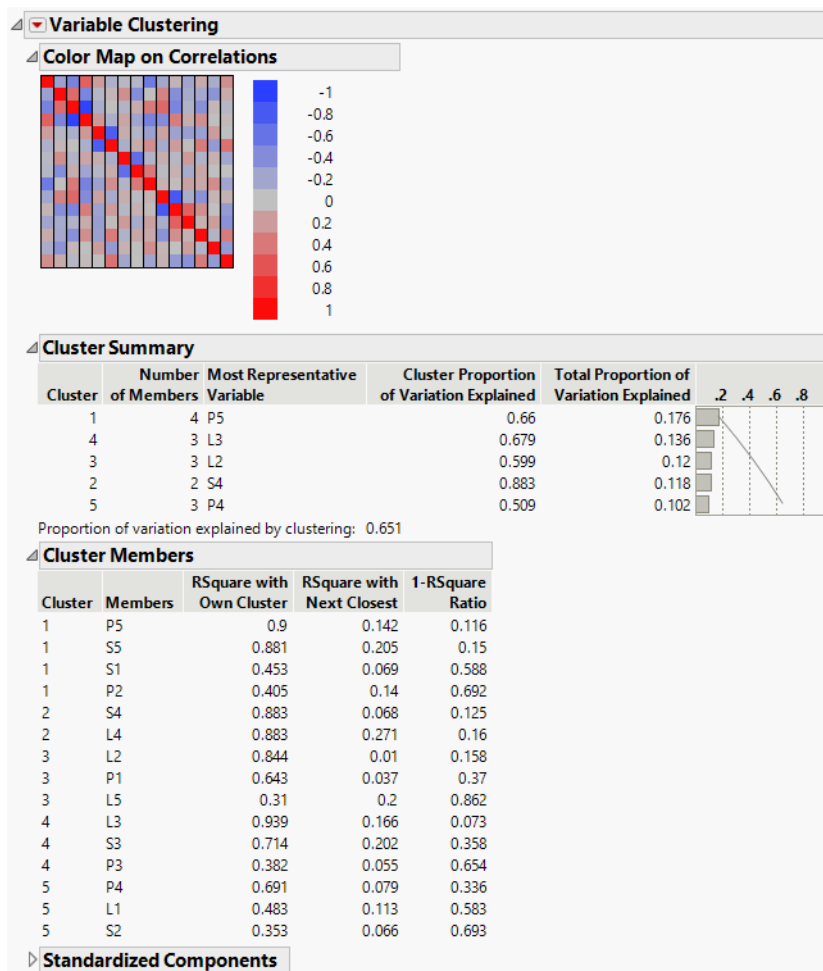 Variable Clustering
Color Map on Correlations
-1
-0.8
-0.6
-0.4
-0.2
0
0.2
0.4
0.6
0.8
1
Cluster Summary
Number Most Representative Cluster Proportion Total Proportion of
Cluster of Members Variable of Variation Explained Variation Explained .2 .4 .6 .8
1 4 P5 0.66 0.176
4 3 L3 0.679 0.136
3 3 L2 0.599 0.12
2 2 S4 0.883 0.118
5 3 P4 0.509 0.102
Proportion of variation explained by clustering: 0.651
Cluster Members
RSquare with RSquare with 1-RSquare
Cluster Members Own Cluster Next Closest Ratio
1 P5 0.9 0.142 0.116
1 S5 0.881 0.205 0.15
1 S1 0.453 0.069 0.588
1 P2 0.405 0.14 0.692
2 S4 0.883 0.068 0.125
2 L4 0.883 0.271 0.16
3 L2 0.844 0.01 0.158
3 P1 0.643 0.037 0.37
3 L5 0.31 0.2 0.862
4 L3 0.939 0.166 0.073
4 S3 0.714 0.202 0.358
4 P3 0.382 0.055 0.654
5 P4 0.691 0.079 0.336
5 L1 0.483 0.113 0.583
5 S2 0.353 0.066 0.693
Standardized Components